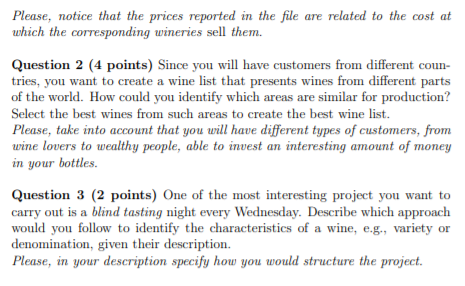 Please, notice that the prices reported in the file are related to the cost at
which the corresponding wineries sell them.
Question 2 (4 points) Since you will have customers from different coun-
tries, you want to create a wine list that presents wines from different parts
of the world. How could you identify which areas are similar for production?
Select the best wines from such areas to create the best wine list.
Please, take into account that you will have different types of customers, from
wine lovers to wealthy people, able to invest an interesting amount of money
in your bottles.
Question 3 (2 points) One of the most interesting project you want to
carry out is a blind tasting night every Wednesday. Describe which approach
would you follow to identify the characteristics of a wine, e.g., variety or
denomination, given their description.
Please, in your description specify how you would structure the project.